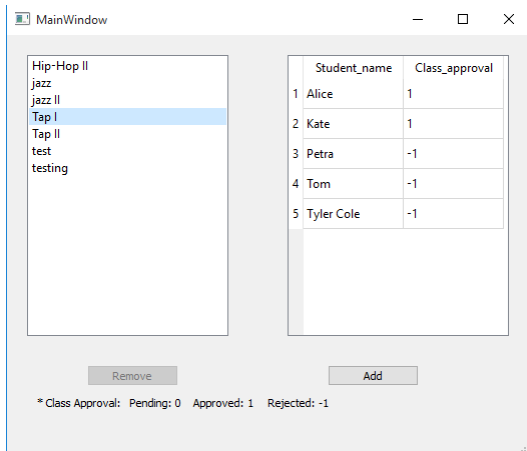 MainWindow
Hip-Hop II
jazz
jazz II
Tap I
Tap II
test
testing
Student_name Class_approval
1 Alice 1
2 Kate 1
3 Petra -1
4 Tom -1
5 Tyler Cole -1
Remove
Add
* Class Approval: Pending: 0 Approved: 1 Rejected: -1